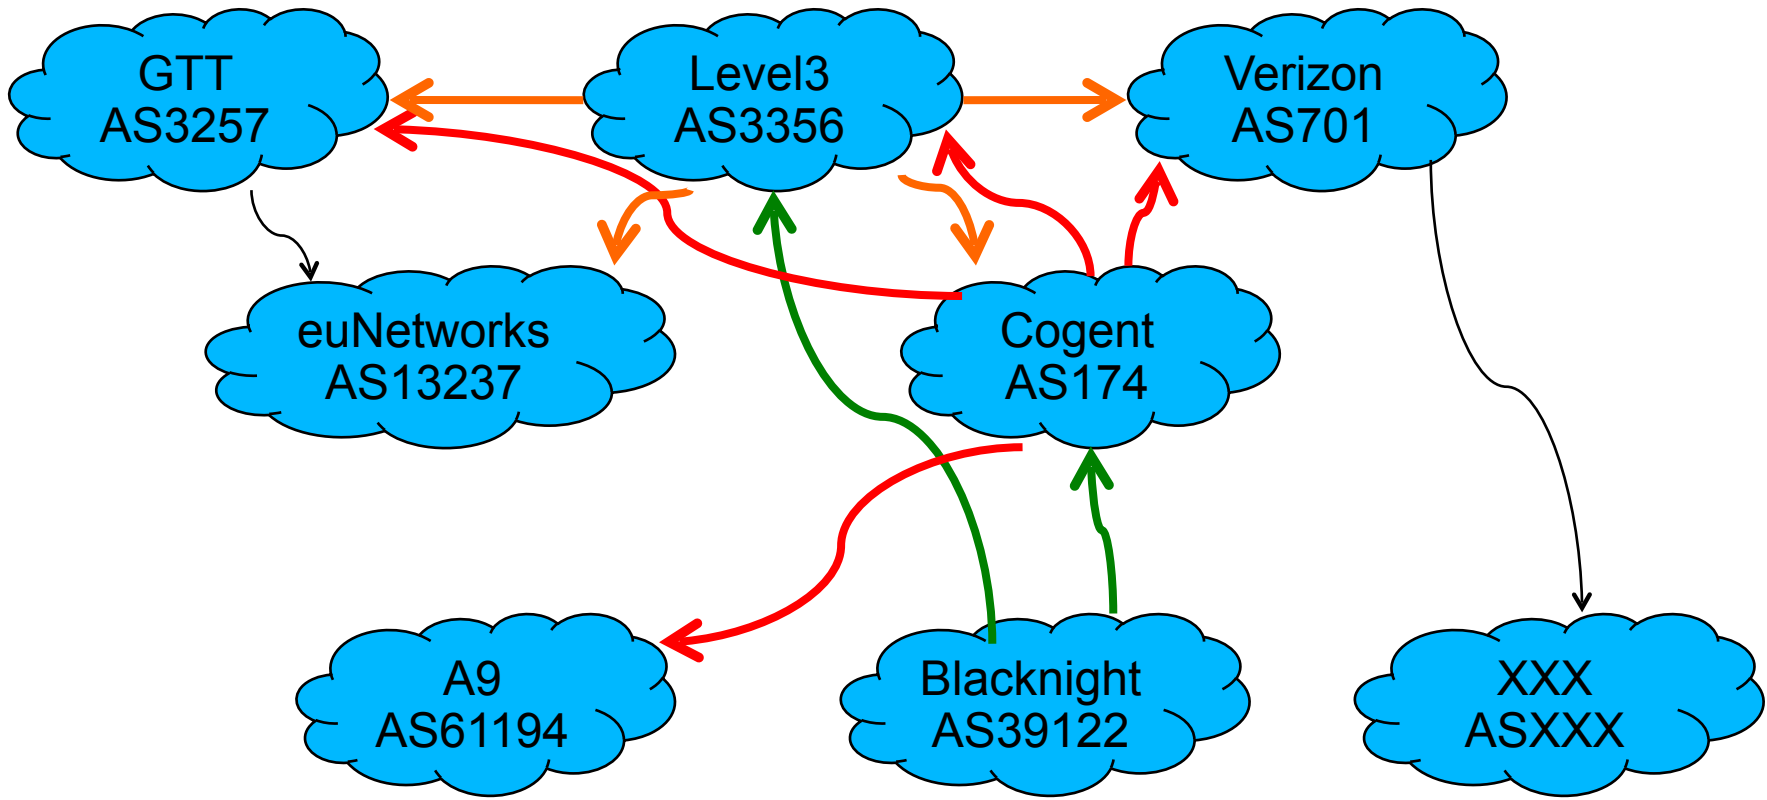 GTT
AS3257
Level3
AS3356
Verizon
AS701
euNetworks
AS13237
Cogent
AS174
A9
AS61194
Blacknight
AS39122
XXX
ASXXX